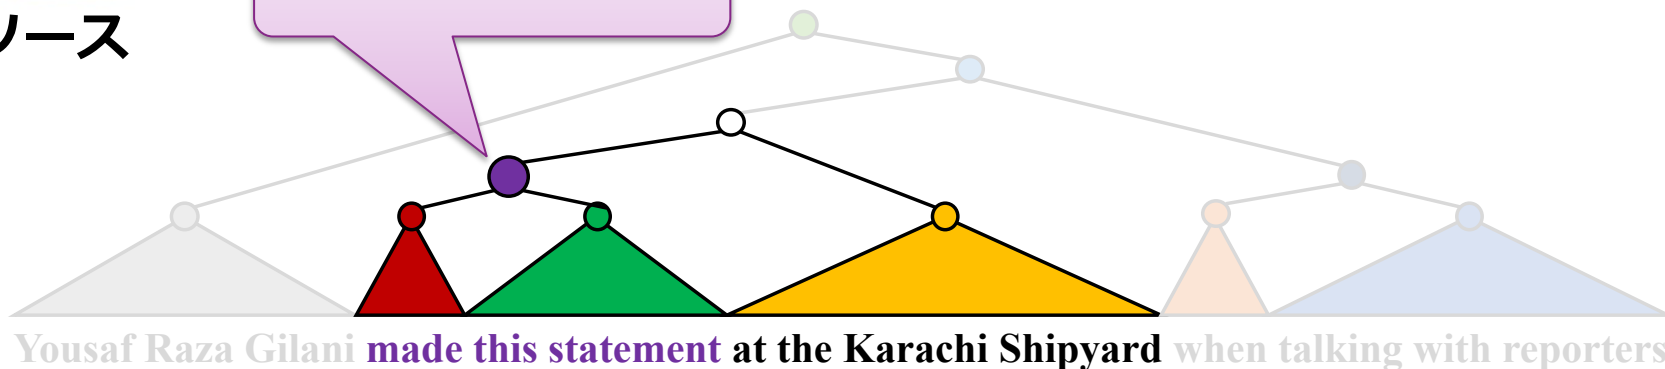 ソース
Yousaf Raza Gilani made this statement at the Karachi Shipyard when talking with reporters